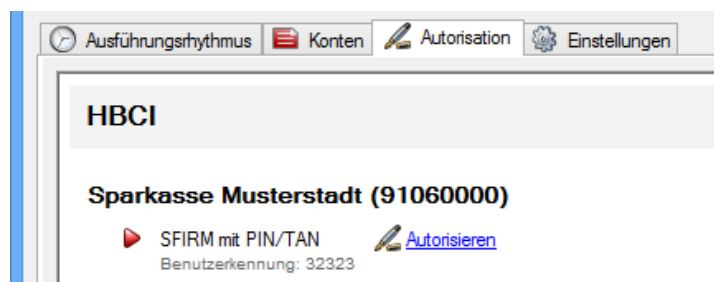 Ausführungsrhythmus Konten Autorisation Einstellungen
HBCI
Sparkasse Musterstadt (91060000)
SFIRM mit PIN/TAN Autorisieren
Benutzerkennung: 32323